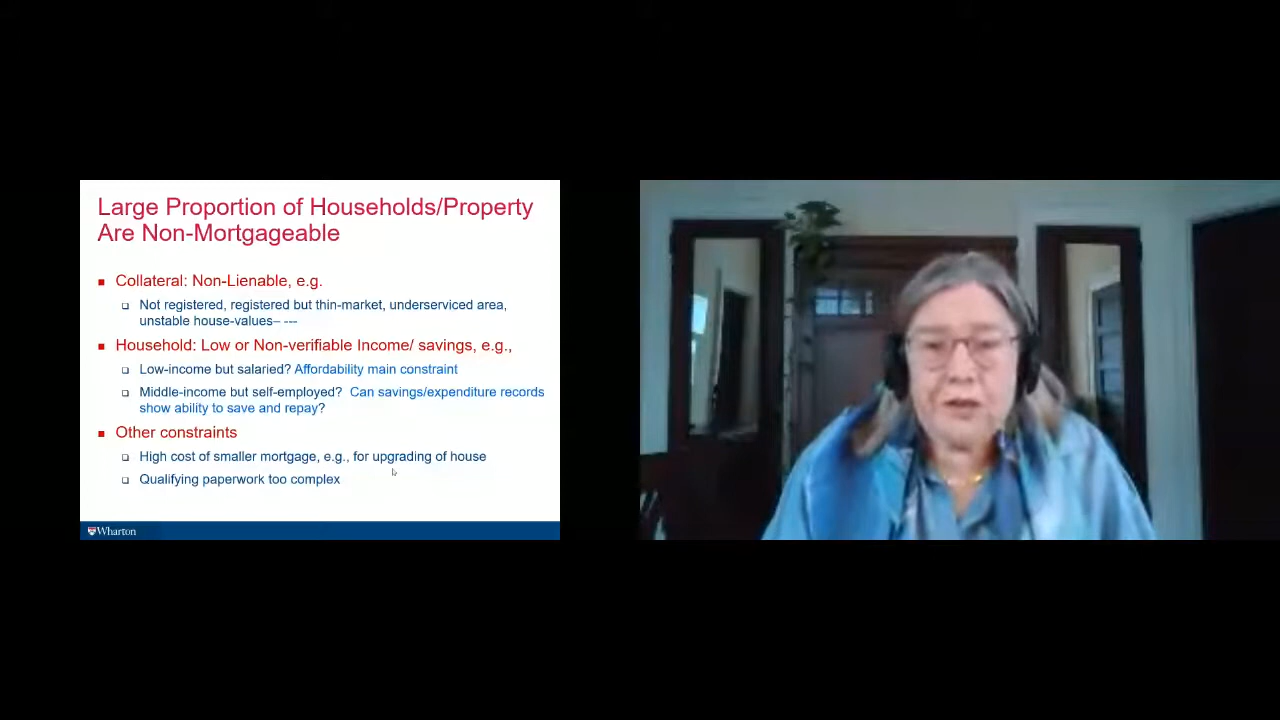 Large Proportion of Households/Property
Are Non-Mortgageable
Collateral: Non-Lienable, e.g.
Not registered, registered but thin-market, underserviced area,
unstable house-values– ---
Household: Low or Non-verifiable Income/ savings, e.g.,
Low-income but salaried? Affordability main constraint
Middle-income but self-employed? Can savings/expenditure records
show ability to save and repay?
Other constraints
High cost of smaller mortgage, e.g., for upgrading of house
Qualifying paperwork too complex
Wharton